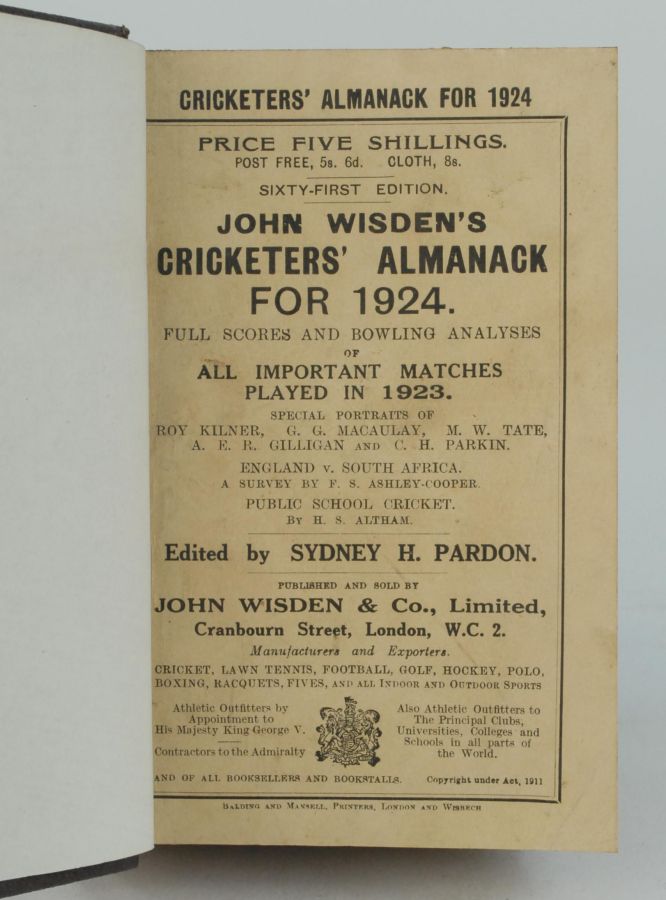 CRICKETERS' ALMANACK FOR 1924
PRICE FIVE SHILLINGS.
POST FREE, 5s. 6d. CLOTH, 8s.
SIXTY-FIRST EDITION.
JOHN WISDEN'S
CRICKETERS' ALMANACK
FOR 1924.
FULL SCORES AND BOWLING ANALYSES
OF
ALL IMPORTANT MATCHES
PLAYED IN 1923.
SPECIAL PORTRAITS OF
ROY KILNER, G. G. MACAULAY, M. W. TATE,
A. E. R. GILLIGAN AND C. H. PARKIN.
ENGLAND v. SOUTH AFRICA.
A SURVEY BY F. S. ASHLEY-COOPER.
PUBLIC SCHOOL CRICKET.
BY H. S. ALTHAM.
Edited by SYDNEY H. PARDON.
PUBLISHED AND SOLD BY
JOHN WISDEN & Co., Limited,
Cranbourn Street, London, W.C. 2.
Manufacturers and Exporters.
CRICKET, LAWN TENNIS, FOOTBALL, GOLF, HOCKEY, POLO,
BOXING, RACQUETS, FIVES, AND ALL INDOOR AND OUTDOOR SPORTS
Athletic Outfitters by
Appointment to
His Majesty King George V.
Contractors to the Admiralty
Also Athletic Outfitters to
The Principal Clubs,
Universities, Colleges and
Schools in all parts of
the World.
AND OF ALL BOOKSELLERS AND BOOKSTALLS. Copyright under Act, 1911
BALDING AND MANSELL, PRINTERS, LONDON AND WISBECH